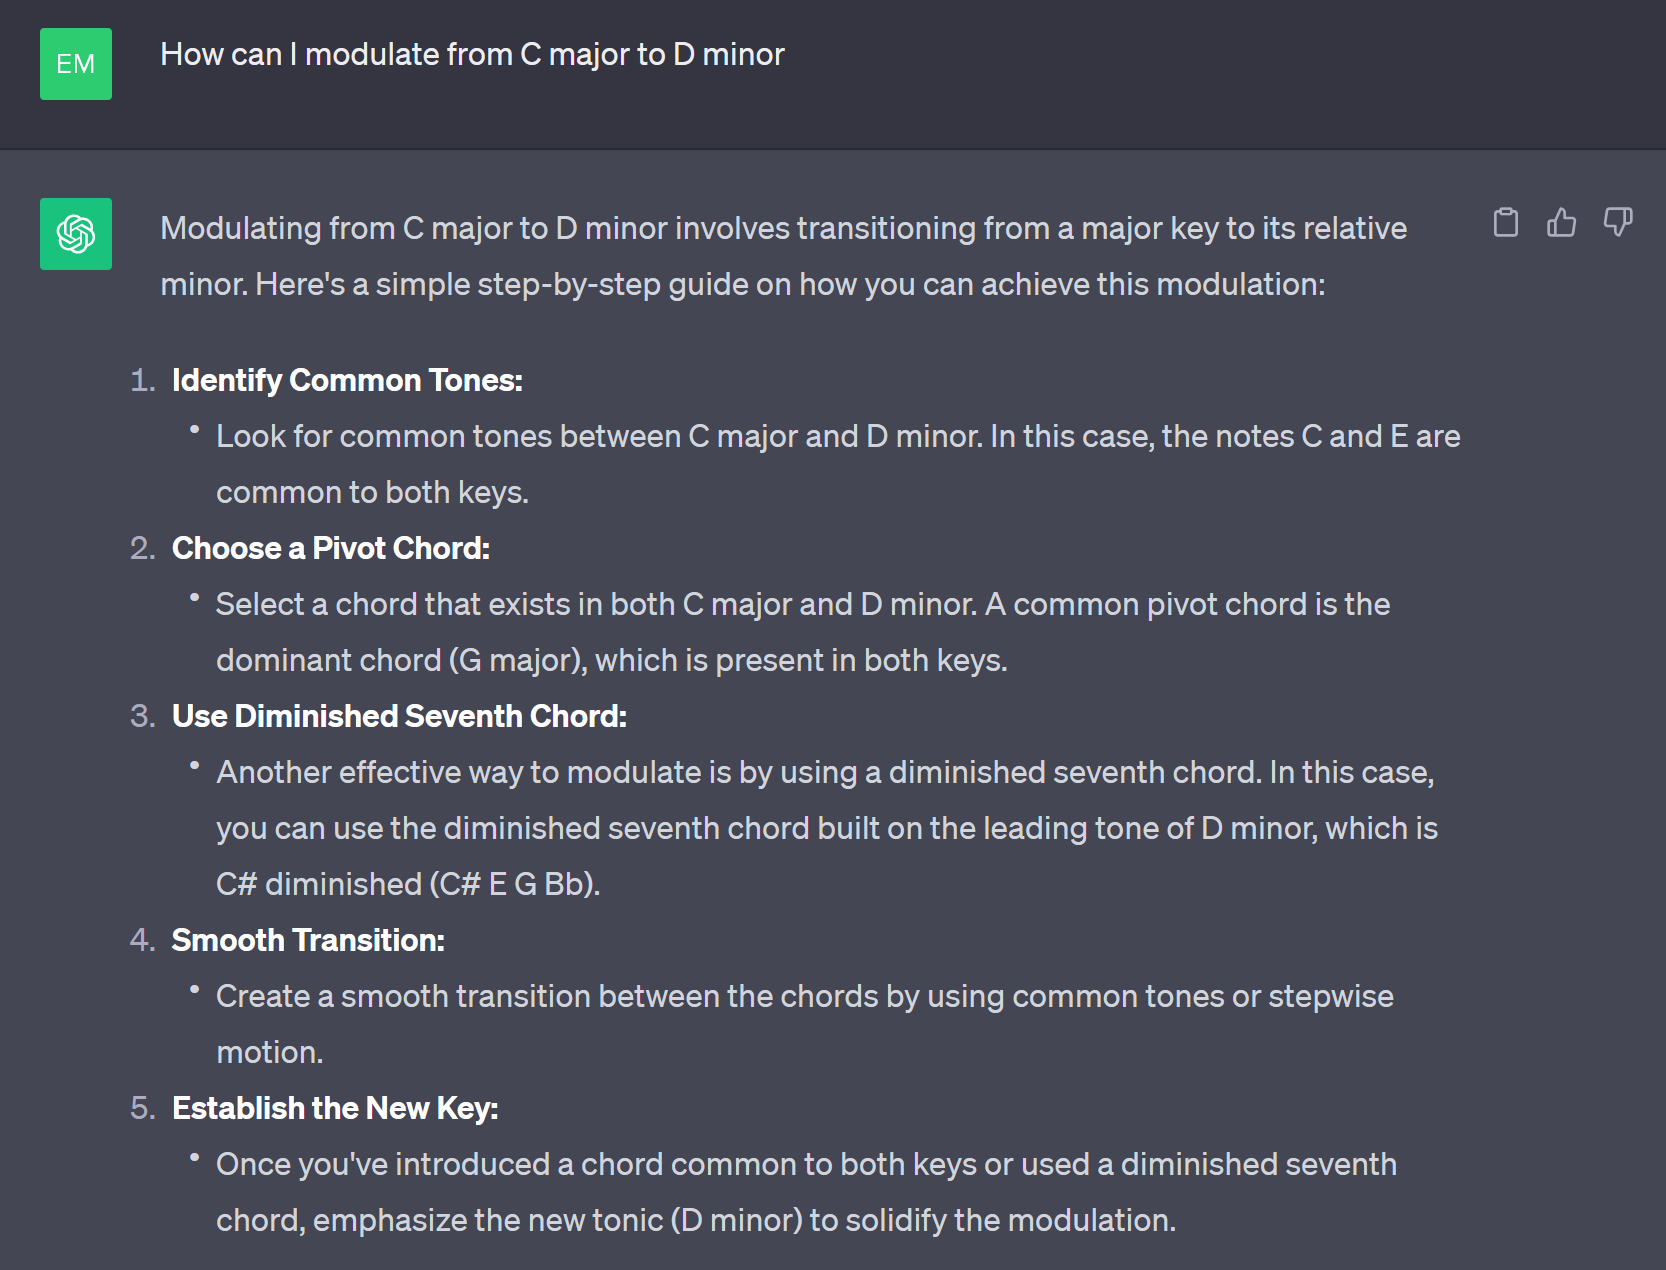 EM
How can I modulate from C major to D minor
Modulating from C major to D minor involves transitioning from a major key to its relative
minor. Here's a simple step-by-step guide on how you can achieve this modulation:
1. Identify Common Tones:
• Look for common tones between C major and D minor. In this case, the notes C and E are
common to both keys.
2. Choose a Pivot Chord:
• Select a chord that exists in both C major and D minor. A common pivot chord is the
dominant chord (G major), which is present in both keys.
3. Use Diminished Seventh Chord:
• Another effective way to modulate is by using a diminished seventh chord. In this case,
you can use the diminished seventh chord built on the leading tone of D minor, which is
C# diminished (C# E G Bb).
4. Smooth Transition:
• Create a smooth transition between the chords by using common tones or stepwise
motion.
5. Establish the New Key:
• Once you've introduced a chord common to both keys or used a diminished seventh
chord, emphasize the new tonic (D minor) to solidify the modulation.